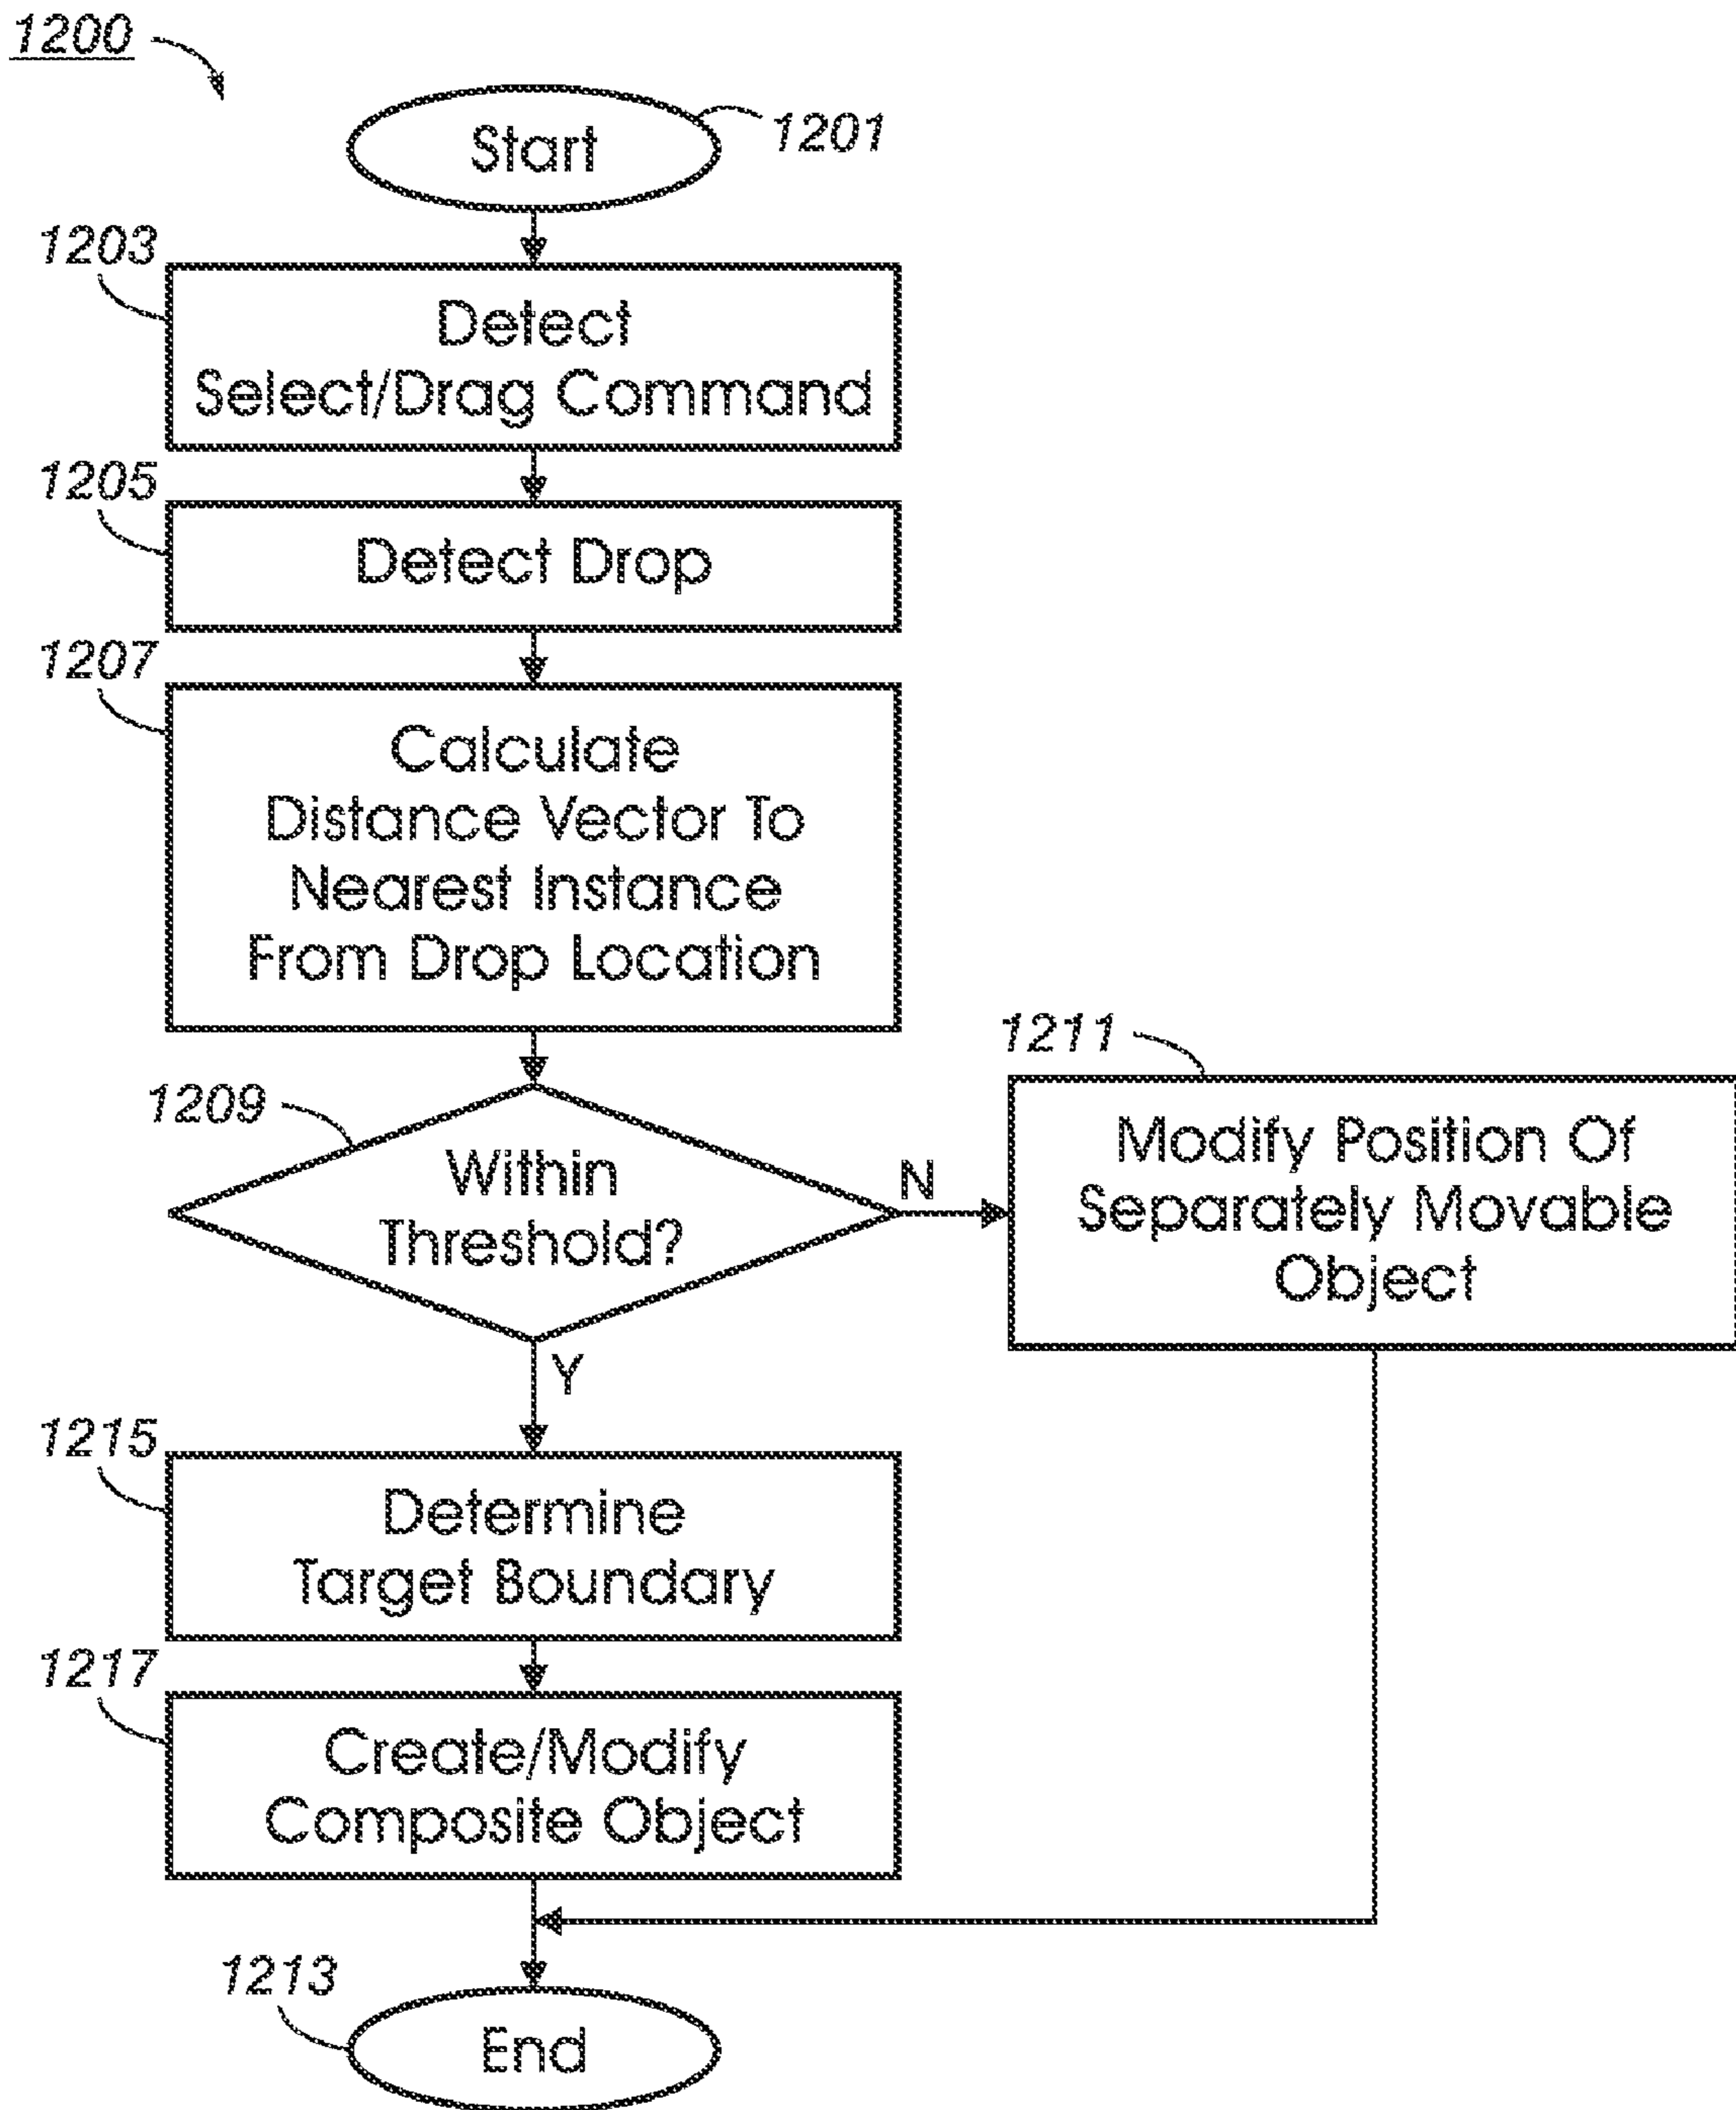 1200
Start
1201
1203
Detect
Select/Drag Command
1205
Detect Drop
1207
Calculate
Distance Vector To
Nearest Instance
From Drop Location
1209
Within
Threshold?
N
1211
Modify Position Of
Separately Movable
Object
Y
1215
Determine
Target Boundary
1217
Create/Modify
Composite Object
1213
End